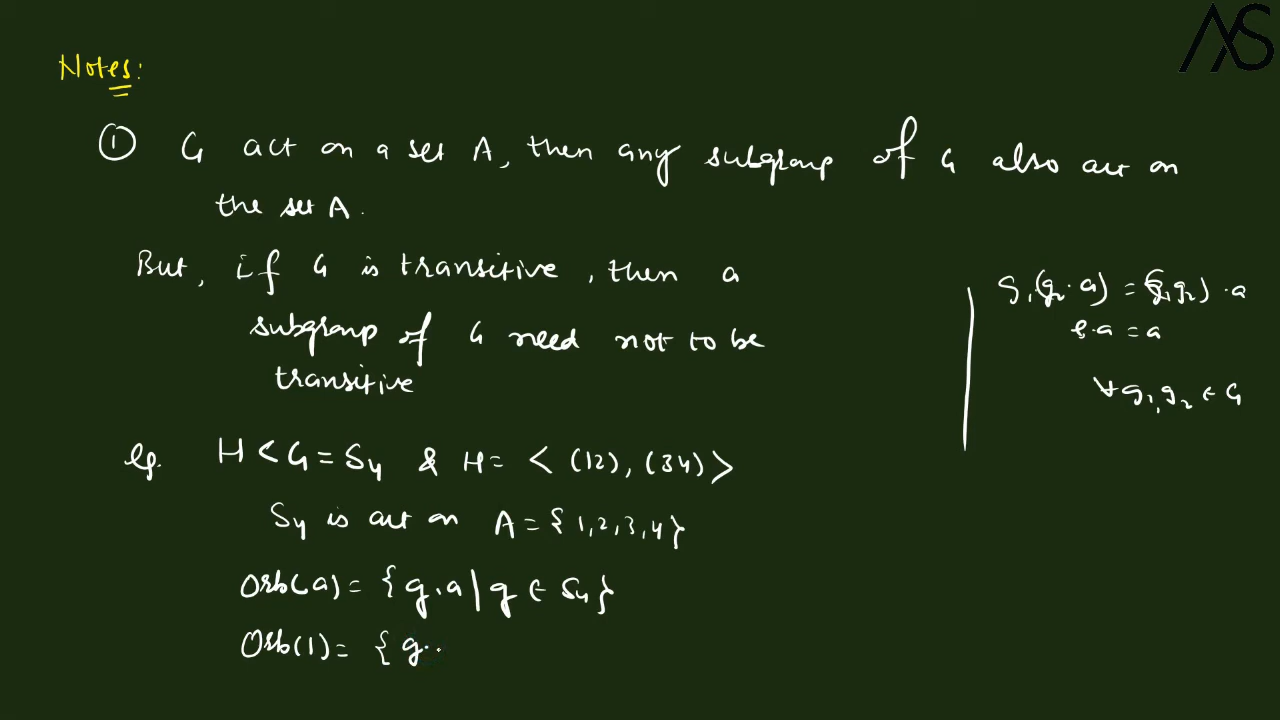 AS
Notes:
① G act on a set A, then any subgroup of G also act on
the set A.
But, if G is transitive, then a
subgroup of G need not to be
transitive
g₁(g₂·a) = (g₁g₂)·a
e·a = a
∀ g₁,g₂ ∈ G
eg. H < G = S₄ & H = <(12), (34)>
S₄ is act on A = {1,2,3,4}
Orb(a) = {g·a | g ∈ S₄}
Orb(1) = {g·